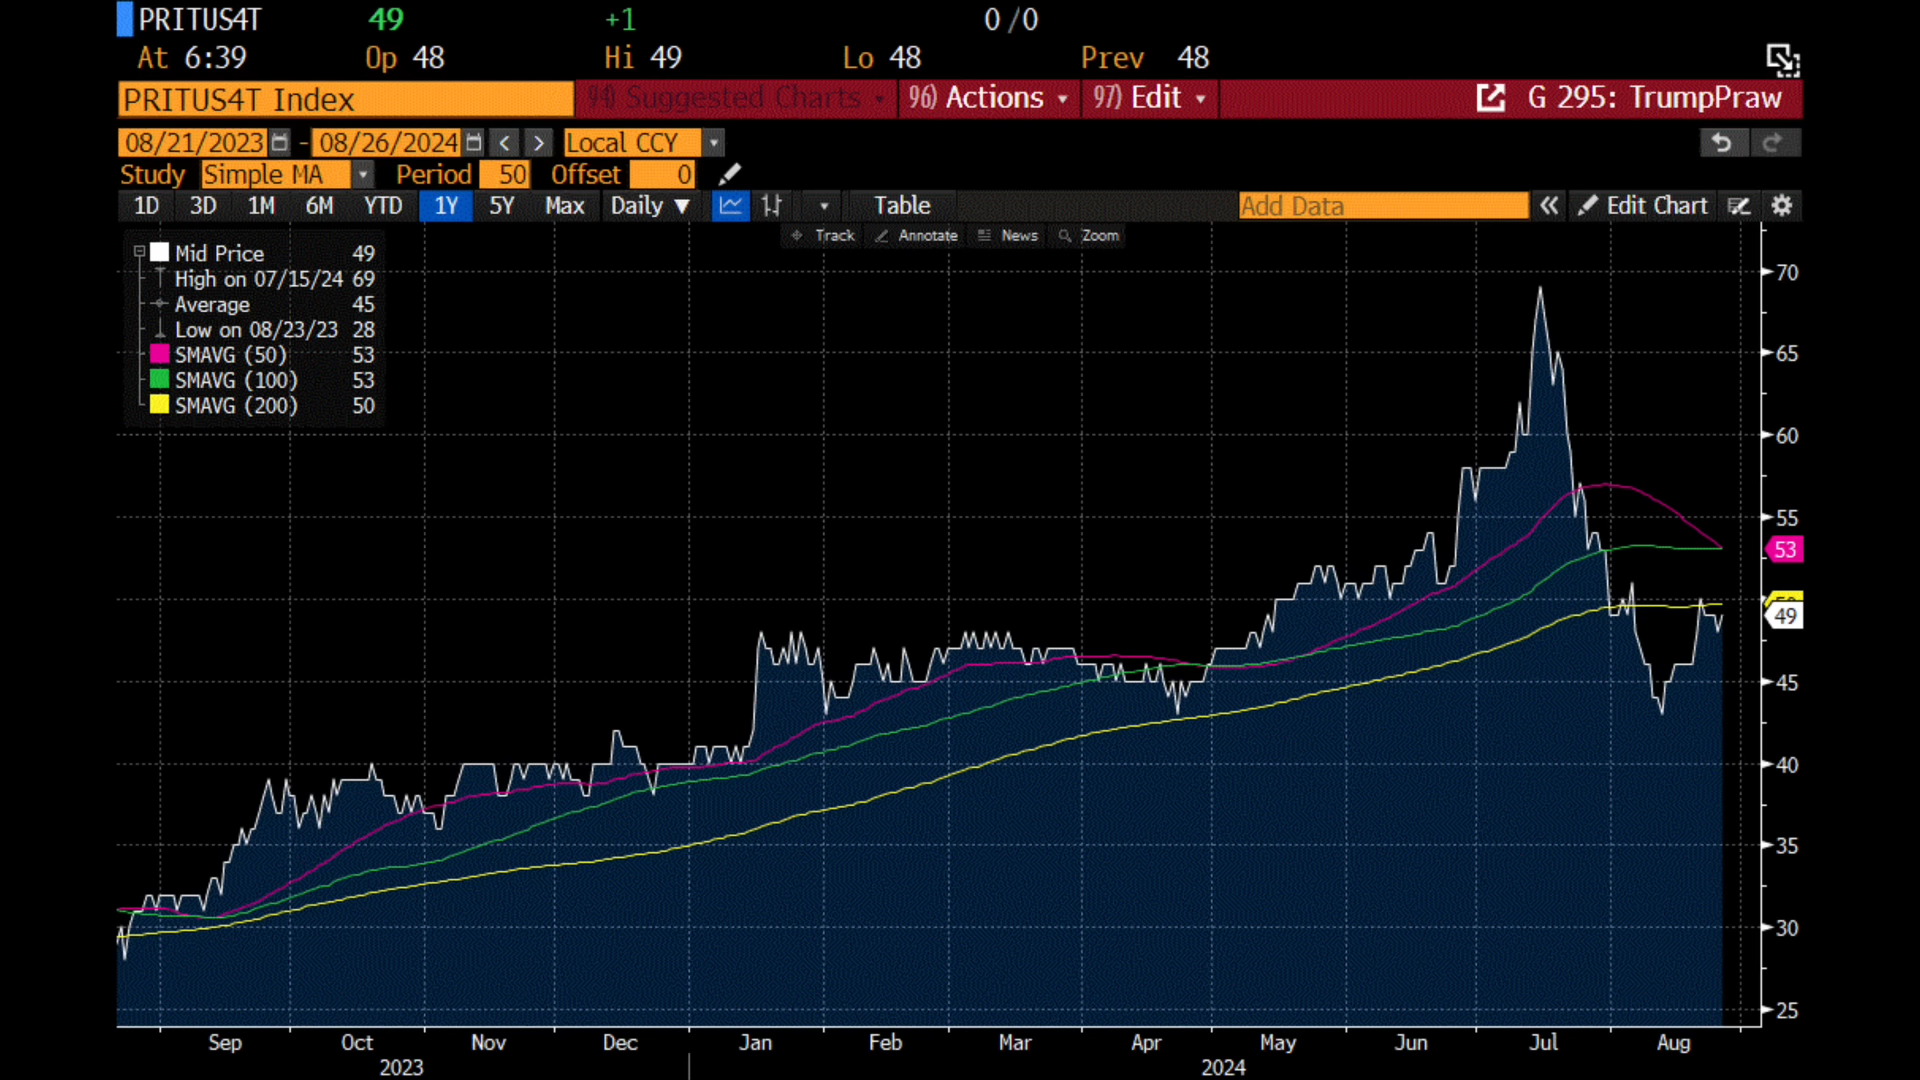 PRITUS4T 49 +1 0 /0
At 6:39 Op 48 Hi 49 Lo 48 Prev 48
PRITUS4T Index 94) Suggested Charts 96) Actions 97) Edit G 295: TrumpPraw
08/21/2023 - 08/26/2024 < > Local CCY
Study Simple MA Period 50 Offset 0
1D 3D 1M 6M YTD 1Y 5Y Max Daily ▼ Table Add Data « Edit Chart
Track Annotate News Zoom
Mid Price 49
High on 07/15/24 69
Average 45
Low on 08/23/23 28
SMAVG (50) 53
SMAVG (100) 53
SMAVG (200) 50
70
65
60
55
53
50
49
45
40
35
30
25
Sep Oct Nov Dec Jan Feb Mar Apr May Jun Jul Aug
2023 2024